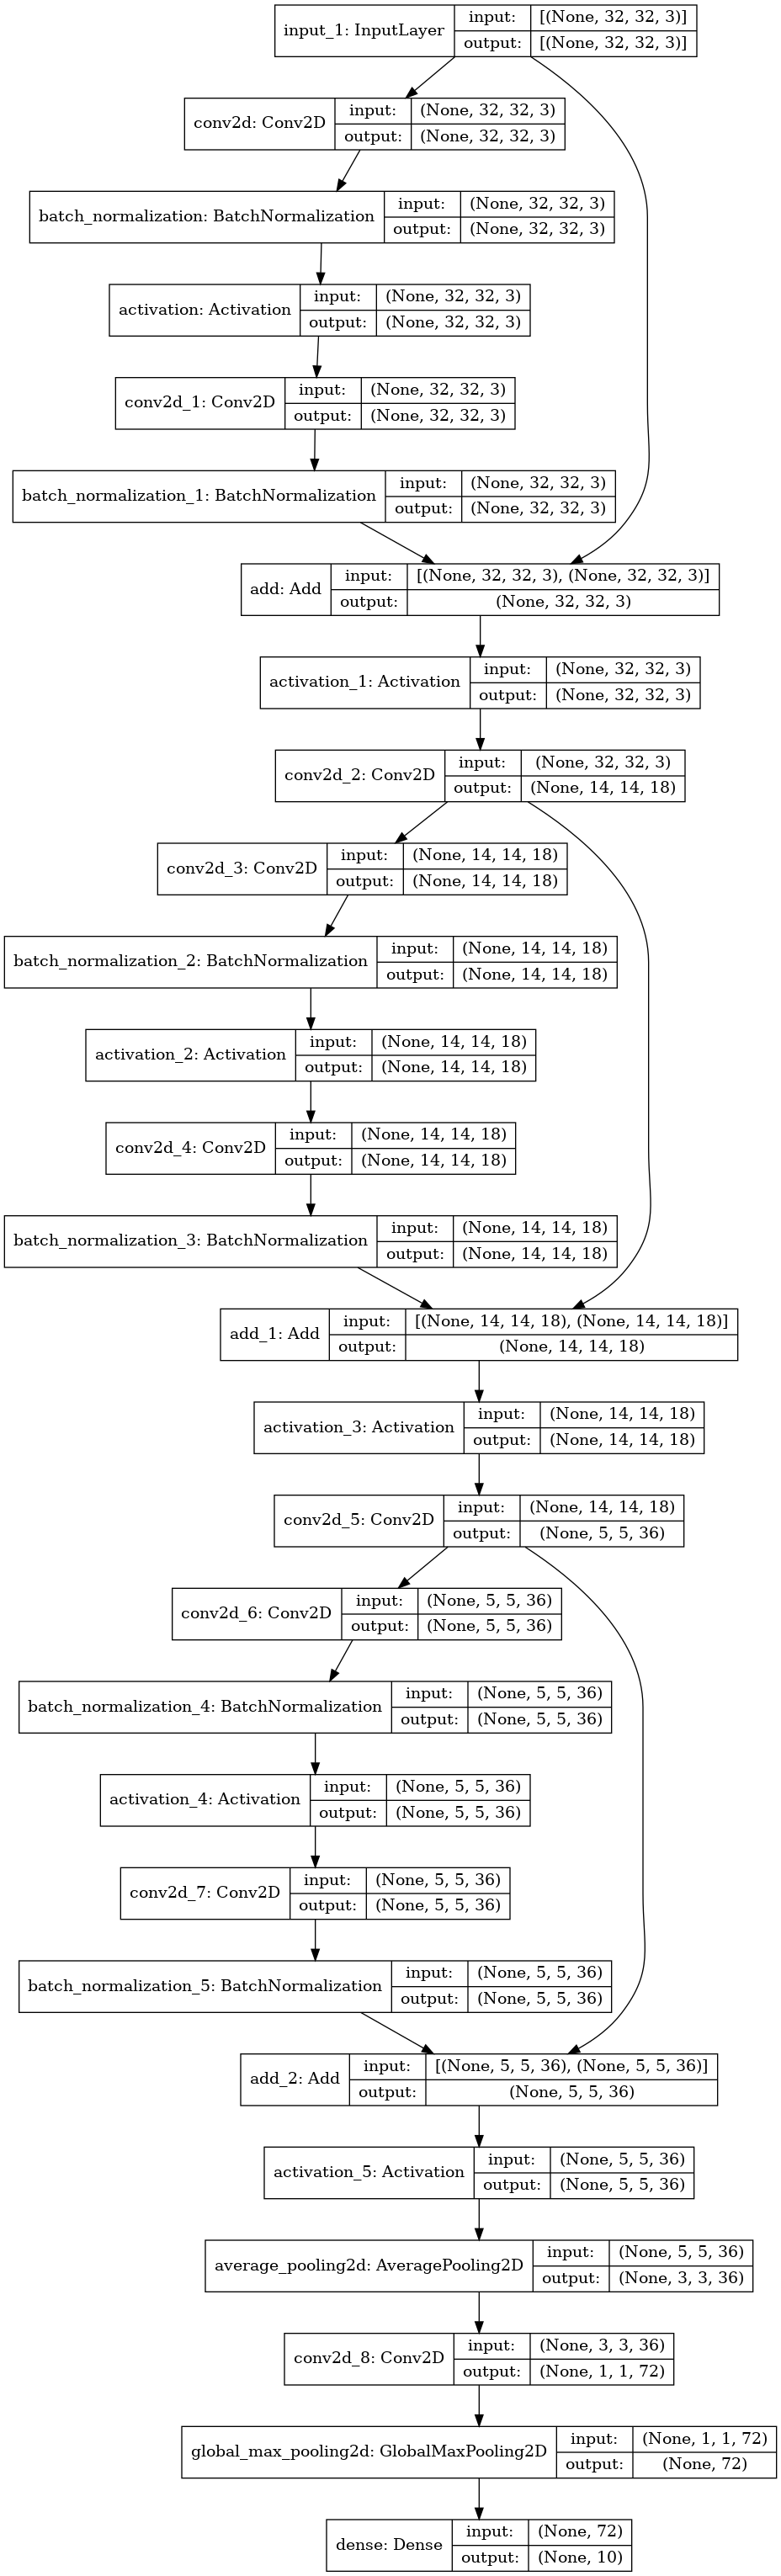 input_1: InputLayer
input: [(None, 32, 32, 3)]
output: [(None, 32, 32, 3)]
conv2d: Conv2D
input: (None, 32, 32, 3)
output: (None, 32, 32, 3)
batch_normalization: BatchNormalization
input: (None, 32, 32, 3)
output: (None, 32, 32, 3)
activation: Activation
input: (None, 32, 32, 3)
output: (None, 32, 32, 3)
conv2d_1: Conv2D
input: (None, 32, 32, 3)
output: (None, 32, 32, 3)
batch_normalization_1: BatchNormalization
input: (None, 32, 32, 3)
output: (None, 32, 32, 3)
add: Add
input: [(None, 32, 32, 3), (None, 32, 32, 3)]
output: (None, 32, 32, 3)
activation_1: Activation
input: (None, 32, 32, 3)
output: (None, 32, 32, 3)
conv2d_2: Conv2D
input: (None, 32, 32, 3)
output: (None, 14, 14, 18)
conv2d_3: Conv2D
input: (None, 14, 14, 18)
output: (None, 14, 14, 18)
batch_normalization_2: BatchNormalization
input: (None, 14, 14, 18)
output: (None, 14, 14, 18)
activation_2: Activation
input: (None, 14, 14, 18)
output: (None, 14, 14, 18)
conv2d_4: Conv2D
input: (None, 14, 14, 18)
output: (None, 14, 14, 18)
batch_normalization_3: BatchNormalization
input: (None, 14, 14, 18)
output: (None, 14, 14, 18)
add_1: Add
input: [(None, 14, 14, 18), (None, 14, 14, 18)]
output: (None, 14, 14, 18)
activation_3: Activation
input: (None, 14, 14, 18)
output: (None, 14, 14, 18)
conv2d_5: Conv2D
input: (None, 14, 14, 18)
output: (None, 5, 5, 36)
conv2d_6: Conv2D
input: (None, 5, 5, 36)
output: (None, 5, 5, 36)
batch_normalization_4: BatchNormalization
input: (None, 5, 5, 36)
output: (None, 5, 5, 36)
activation_4: Activation
input: (None, 5, 5, 36)
output: (None, 5, 5, 36)
conv2d_7: Conv2D
input: (None, 5, 5, 36)
output: (None, 5, 5, 36)
batch_normalization_5: BatchNormalization
input: (None, 5, 5, 36)
output: (None, 5, 5, 36)
add_2: Add
input: [(None, 5, 5, 36), (None, 5, 5, 36)]
output: (None, 5, 5, 36)
activation_5: Activation
input: (None, 5, 5, 36)
output: (None, 5, 5, 36)
average_pooling2d: AveragePooling2D
input: (None, 5, 5, 36)
output: (None, 3, 3, 36)
conv2d_8: Conv2D
input: (None, 3, 3, 36)
output: (None, 1, 1, 72)
global_max_pooling2d: GlobalMaxPooling2D
input: (None, 1, 1, 72)
output: (None, 72)
dense: Dense
input: (None, 72)
output: (None, 10)